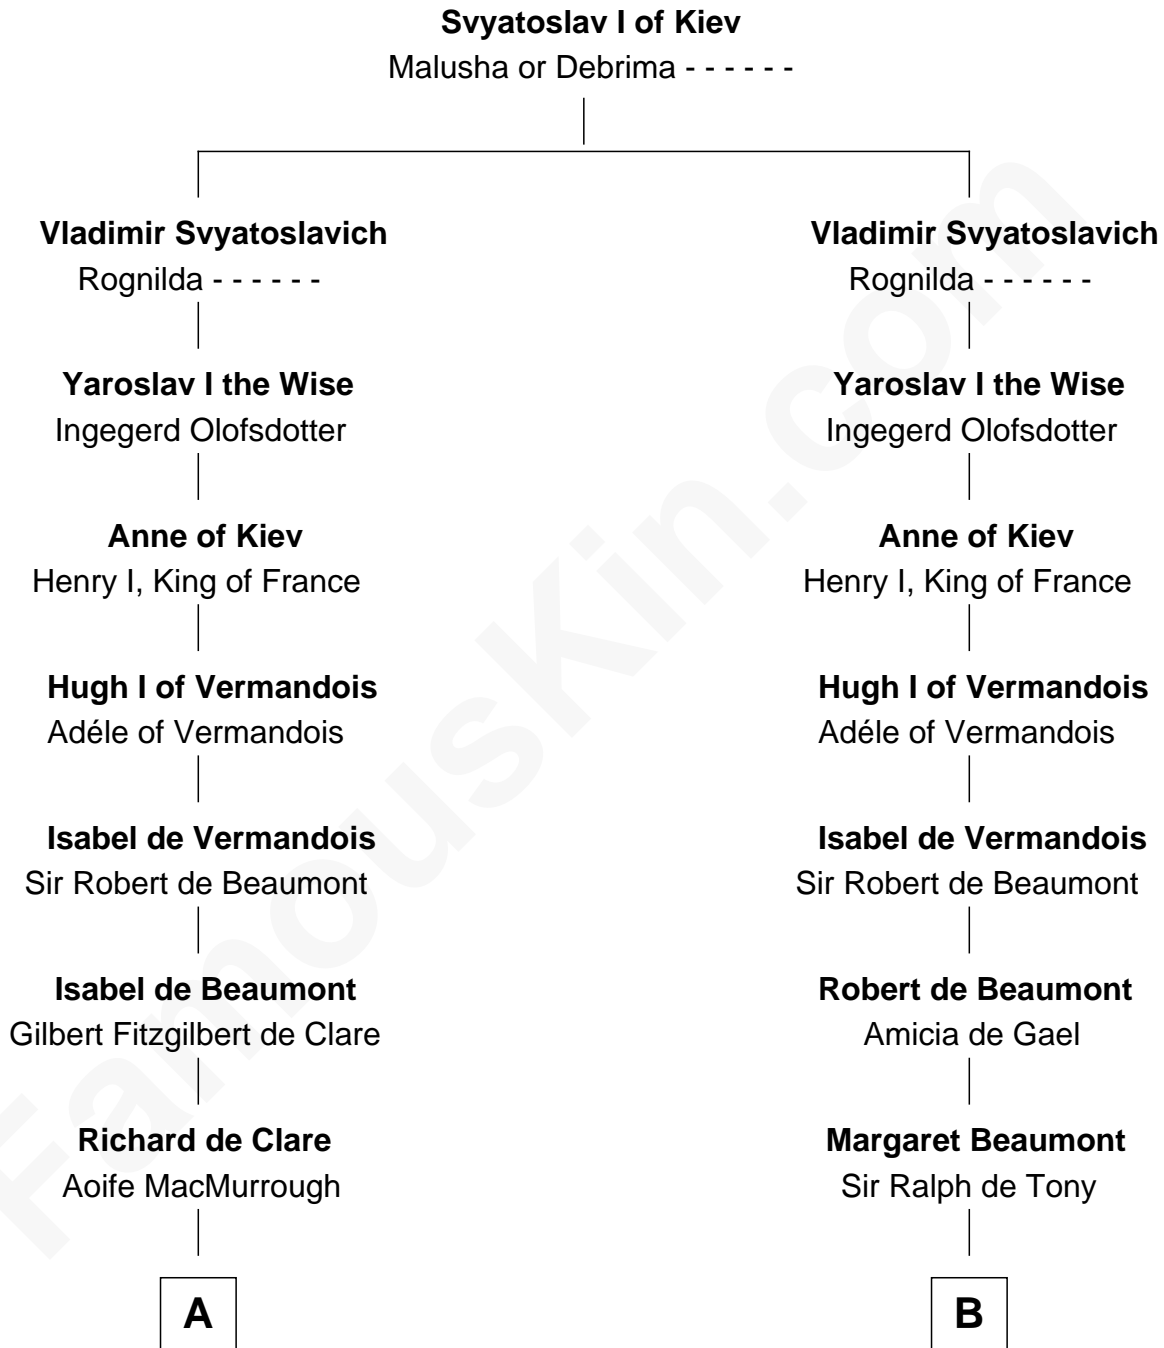 Svyatoslav I of Kiev
Malusha or Debrima - - - - - -
Vladimir Svyatoslavich
Rognilda - - - - - -
Yaroslav I the Wise
Ingegerd Olofsdotter
Anne of Kiev
Henry I, King of France
Hugh I of Vermandois
Adéle of Vermandois
Isabel de Vermandois
Sir Robert de Beaumont
Isabel de Beaumont
Gilbert Fitzgilbert de Clare
Richard de Clare
Aoife MacMurrough
A
Vladimir Svyatoslavich
Rognilda - - - - - -
Yaroslav I the Wise
Ingegerd Olofsdotter
Anne of Kiev
Henry I, King of France
Hugh I of Vermandois
Adéle of Vermandois
Isabel de Vermandois
Sir Robert de Beaumont
Robert de Beaumont
Amicia de Gael
Margaret Beaumont
Sir Ralph de Tony
B
FamousKin.com